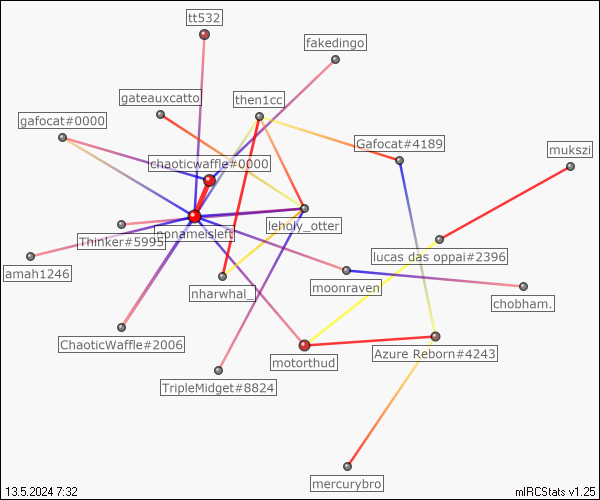 tt532
fakedingo
gateauxcatto
then1cc
gafocat#0000
Gafocat#4189
mukszi
chaoticwaffle#0000
nonameisleft
leholy_otter
Thinker#5995
lucas das oppai#2396
amah1246
nharwhal_
moonraven
chobham.
ChaoticWaffle#2006
motorthud
Azure Reborn#4243
TripleMidget#8824
mercurybro
13.5.2024 7:32
mIRCStats v1.25